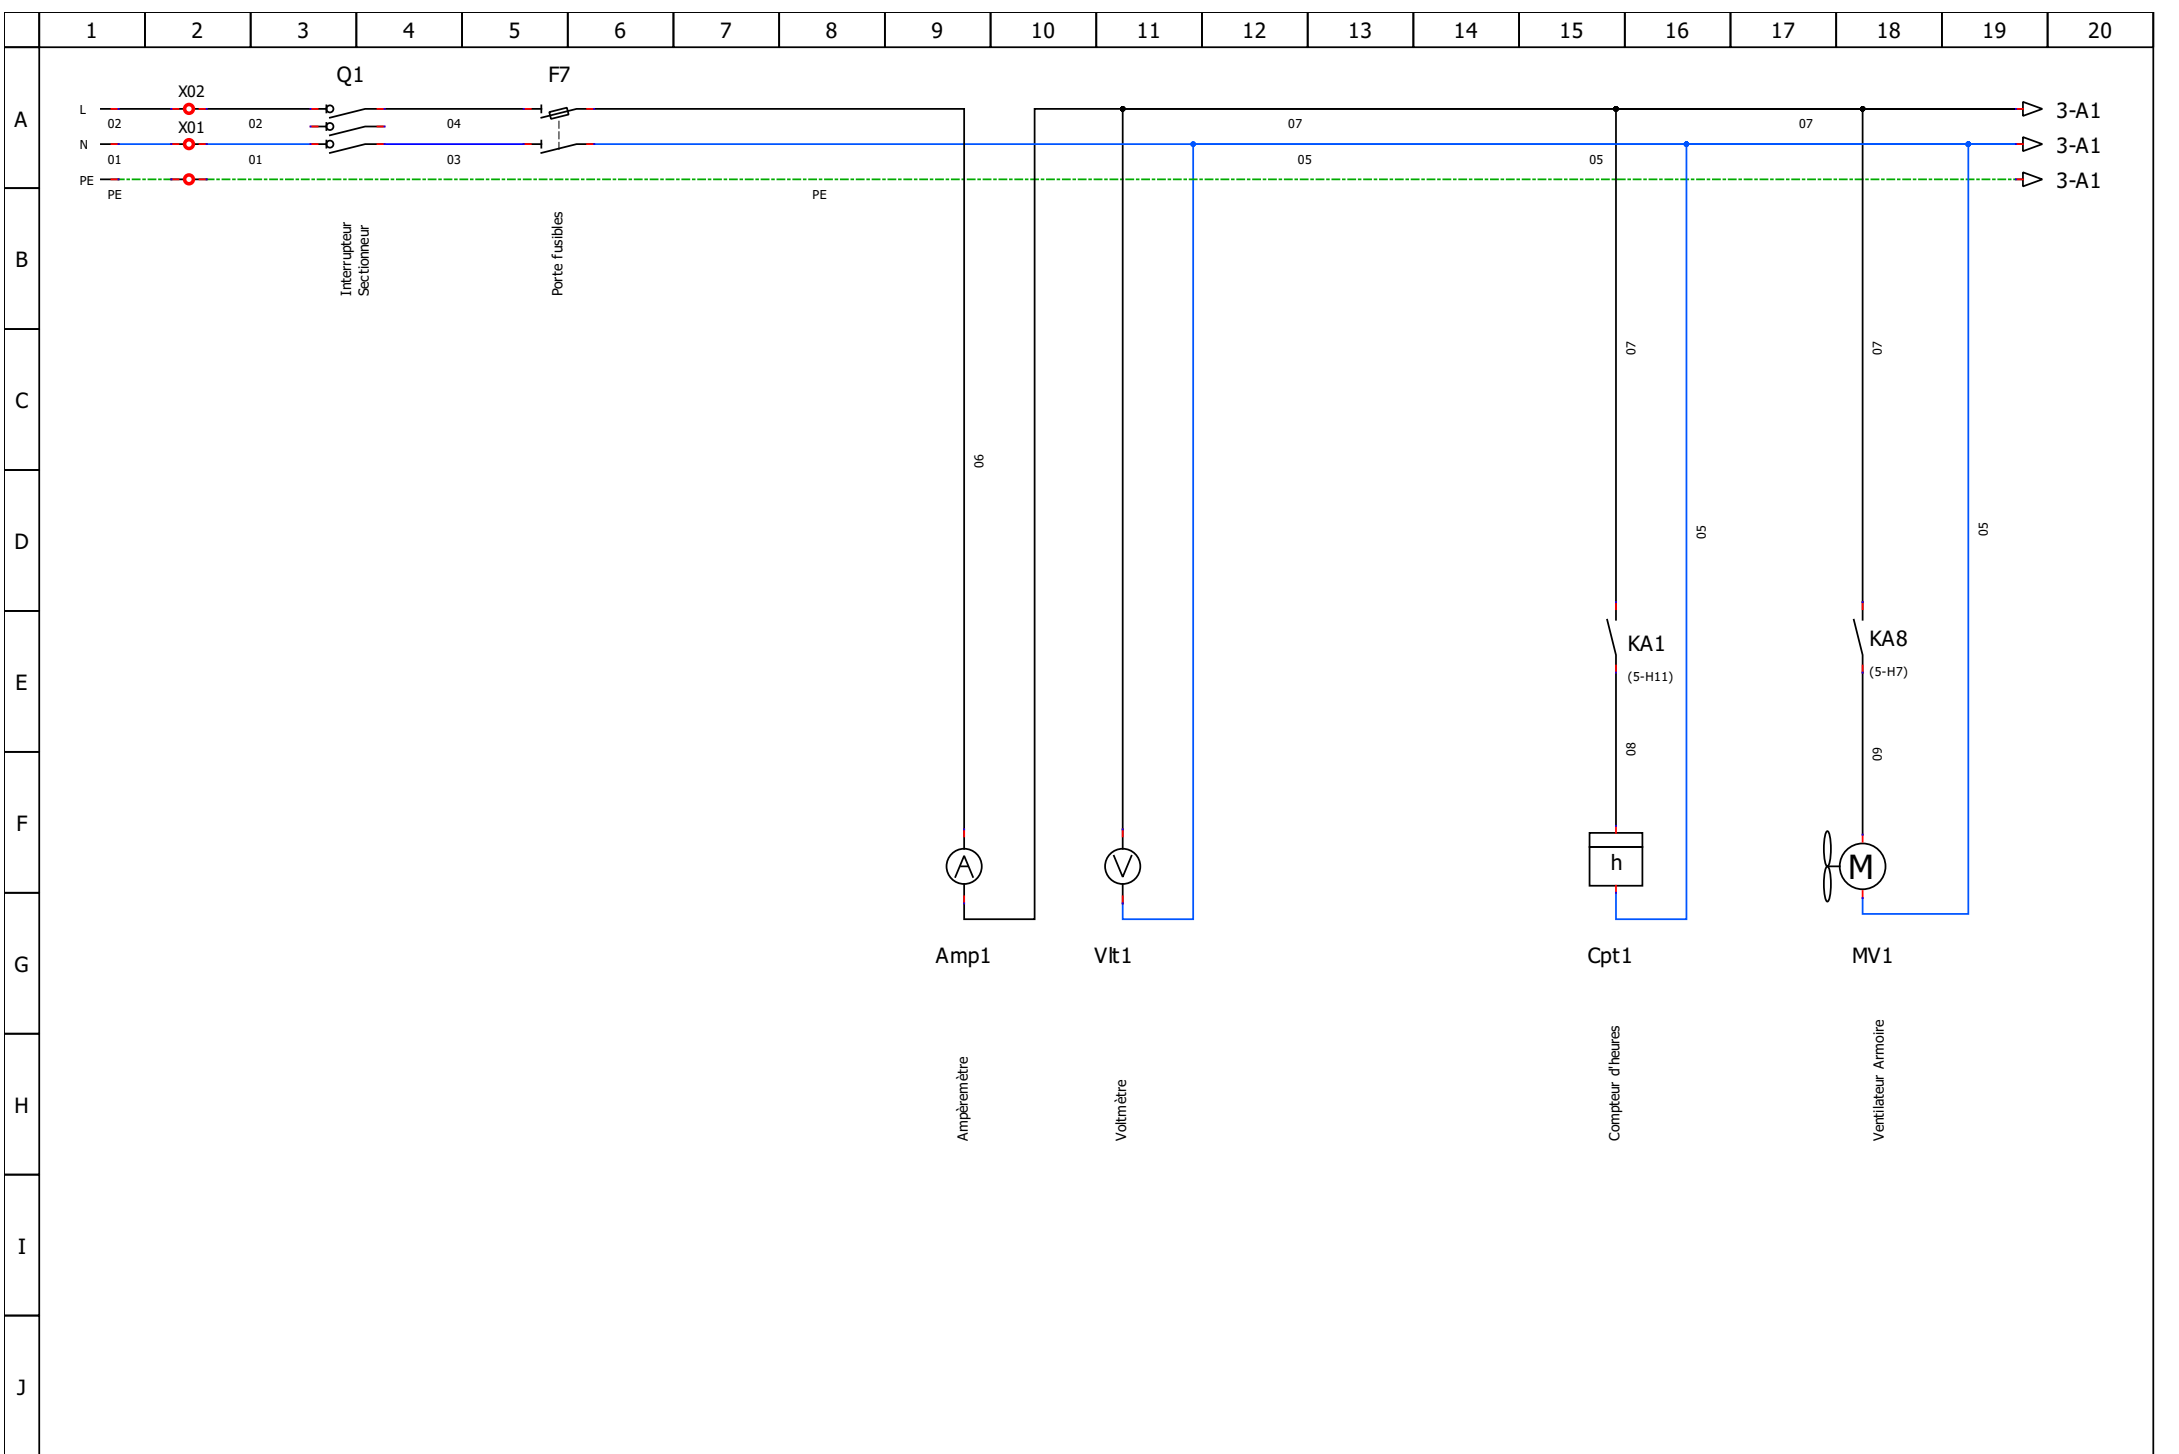 1 2 3 4 5 6 7 8 9 10 11 12 13 14 15 16 17 18 19 20
Q1 F7
X02
A
L
3-A1
02 02 04 07 07
X01
N
3-A1
01 01 03 05 05
PE
3-A1
PE PE
Interrupteur
Sectionneur
Porte fusibles
B
07 07
C
06
D
05 05
KA1 KA8
(5-H11) (5-H7)
E
08 09
F
A V h M
Amp1 Vlt1 Cpt1 MV1
G
Ampèremètre
Voltmètre
Compteur d'heures
Ventilateur Armoire
H
I
J